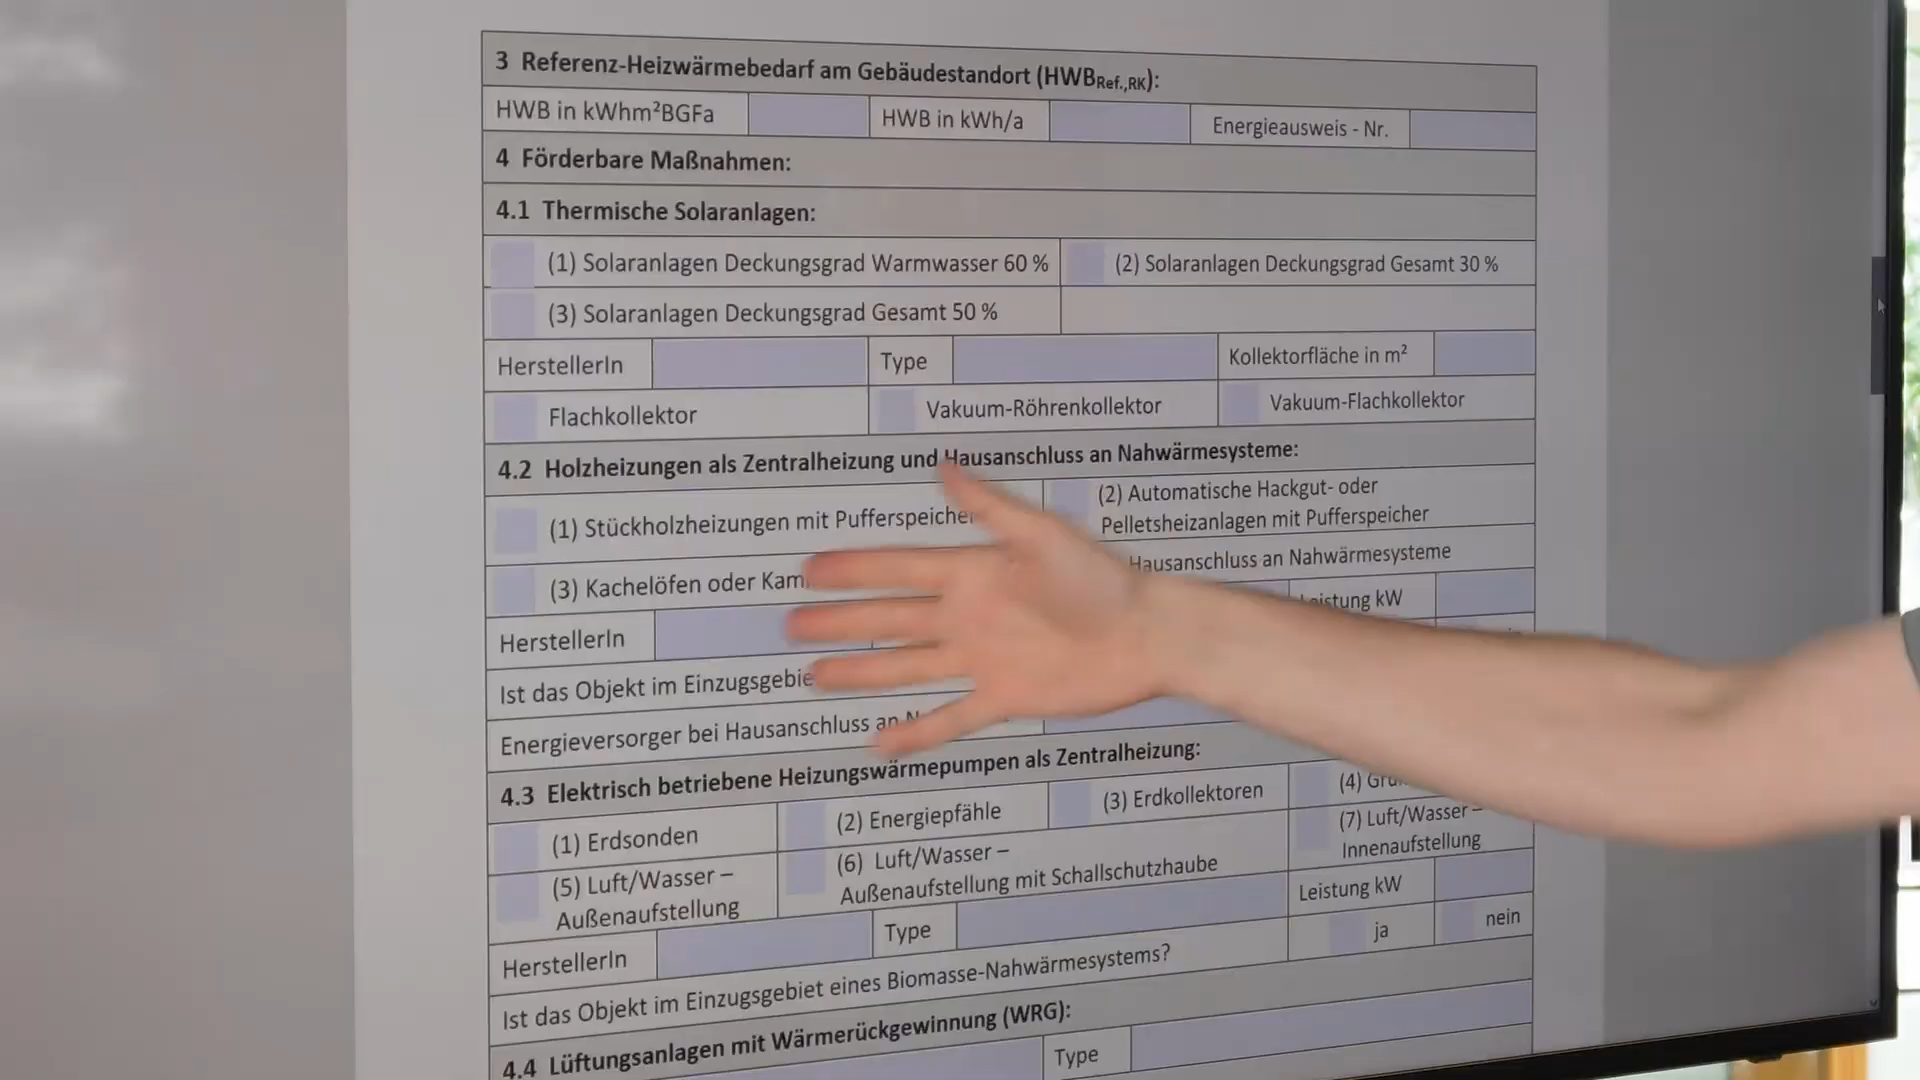 3 Referenz-Heizwärmebedarf am Gebäudestandort (HWBRef.,RK):
HWB in kWhm²BGFa
HWB in kWh/a
Energieausweis - Nr.
4 Förderbare Maßnahmen:
4.1 Thermische Solaranlagen:
(1) Solaranlagen Deckungsgrad Warmwasser 60 %
(2) Solaranlagen Deckungsgrad Gesamt 30 %
(3) Solaranlagen Deckungsgrad Gesamt 50 %
HerstellerIn
Type
Kollektorfläche in m²
Flachkollektor
Vakuum-Röhrenkollektor
Vakuum-Flachkollektor
4.2 Holzheizungen als Zentralheizung und Hausanschluss an Nahwärmesysteme:
(1) Stückholzheizungen mit Pufferspeicher
(2) Automatische Hackgut- oder
Pelletsheizanlagen mit Pufferspeicher
(3) Kachelöfen oder
Hausanschluss an Nahwärmesysteme
HerstellerIn
Leistung kW
Ist das Objekt im
Energieversorger bei Hausanschluss an
4.3 Elektrisch betriebene Heizungswärmepumpen als Zentralheizung:
(1) Erdsonden
(2) Energiepfähle
(3) Erdkollektoren
(4)
(5) Luft/Wasser –
Außenaufstellung
(6) Luft/Wasser –
Außenaufstellung mit Schallschutzhaube
(7) Luft/Wasser –
Innenaufstellung
HerstellerIn
Type
Leistung kW
Ist das Objekt im Einzugsgebiet eines Biomasse-Nahwärmesystems?
ja
nein
4.4 Lüftungsanlagen mit Wärmerückgewinnung (WRG):
Type